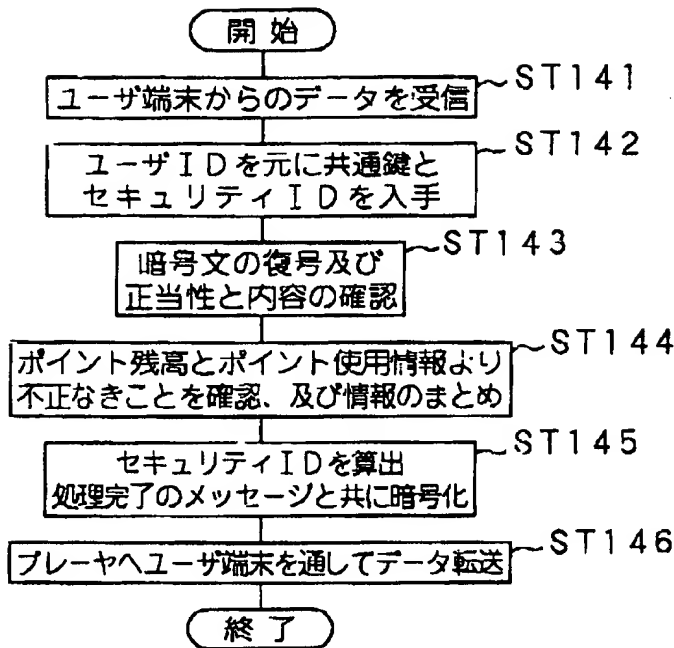 開始
ST141
ユーザ端末からのデータを受信
ST142
ユーザIDを元に共通鍵と
セキュリティIDを入手
ST143
暗号文の復号及び
正当性と内容の確認
ST144
ポイント残高とポイント使用情報より
不正なきことを確認、及び情報のまとめ
ST145
セキュリティIDを算出
処理完了のメッセージと共に暗号化
ST146
プレーヤへユーザ端末を通してデータ転送
終了